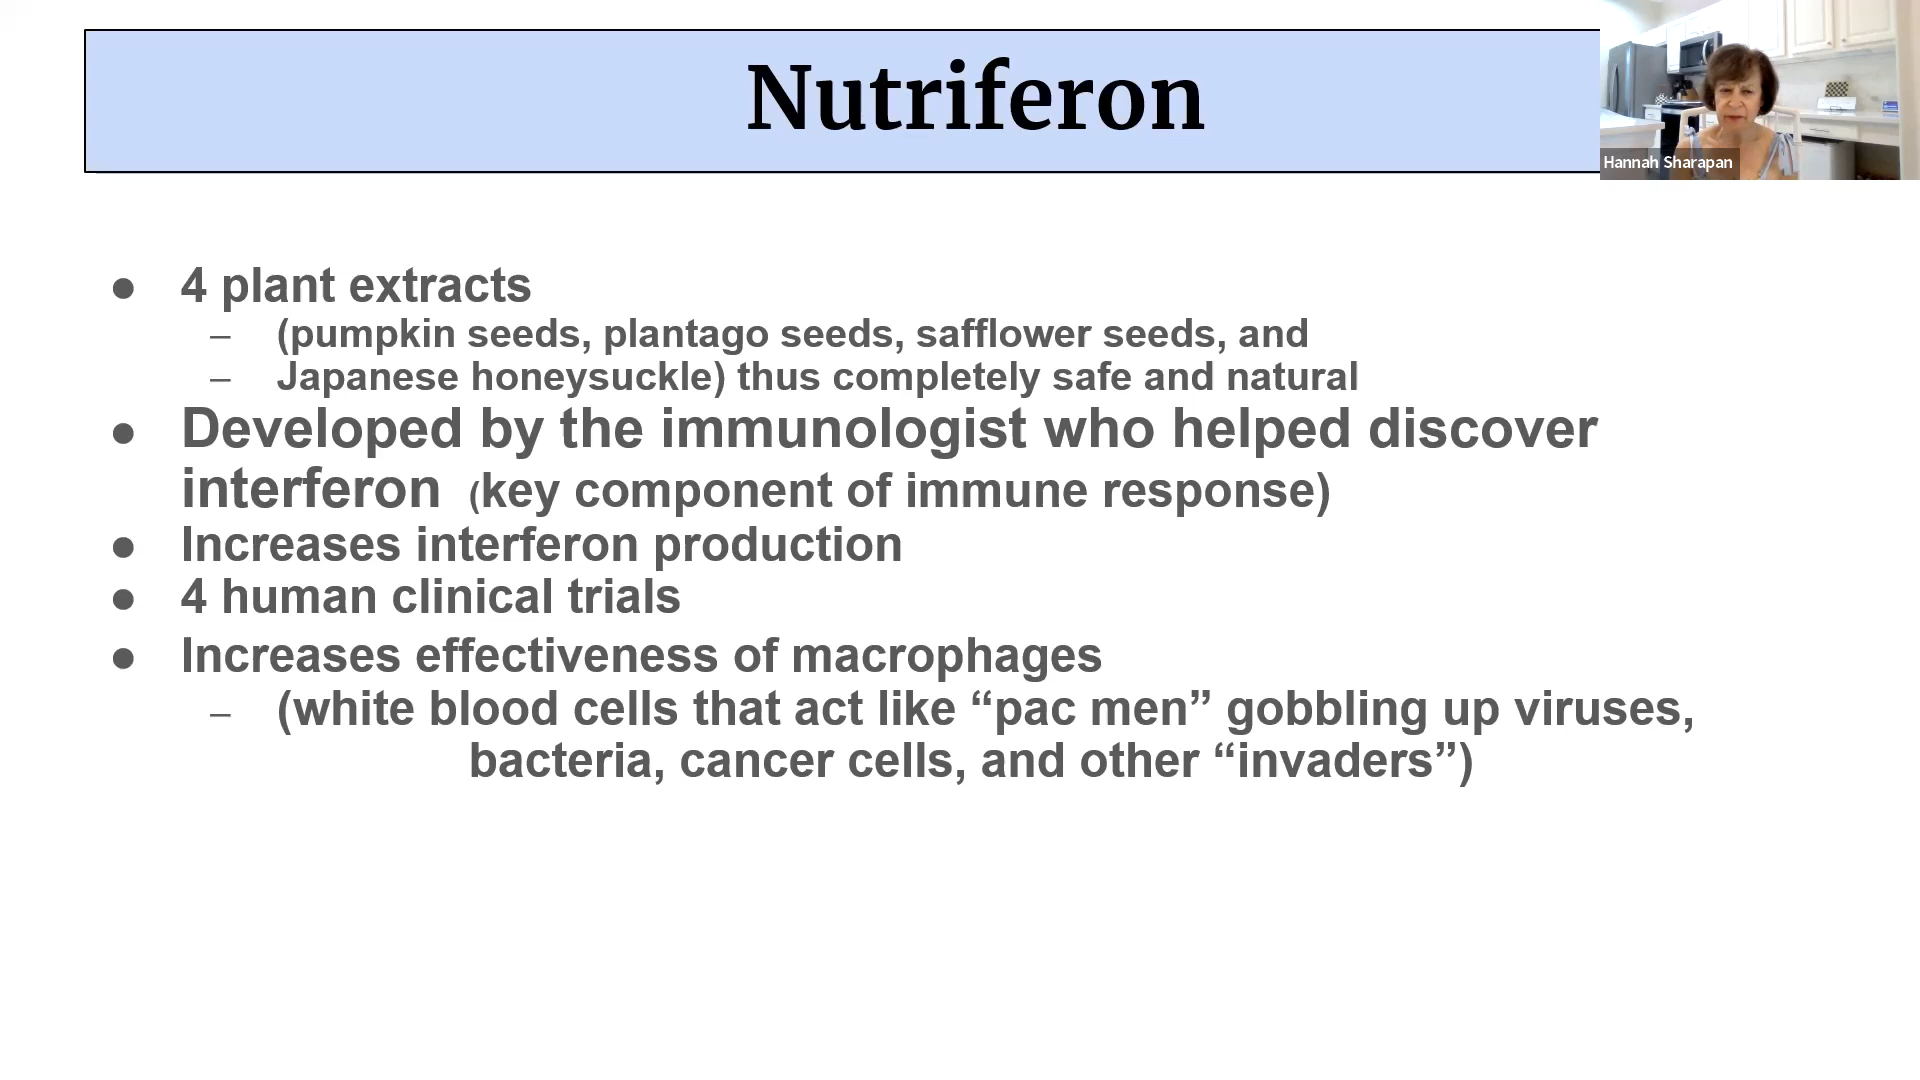 Nutriferon
Hannah Sharapan
● 4 plant extracts
– (pumpkin seeds, plantago seeds, safflower seeds, and
– Japanese honeysuckle) thus completely safe and natural
● Developed by the immunologist who helped discover
interferon (key component of immune response)
● Increases interferon production
● 4 human clinical trials
● Increases effectiveness of macrophages
– (white blood cells that act like “pac men” gobbling up viruses,
bacteria, cancer cells, and other “invaders”)